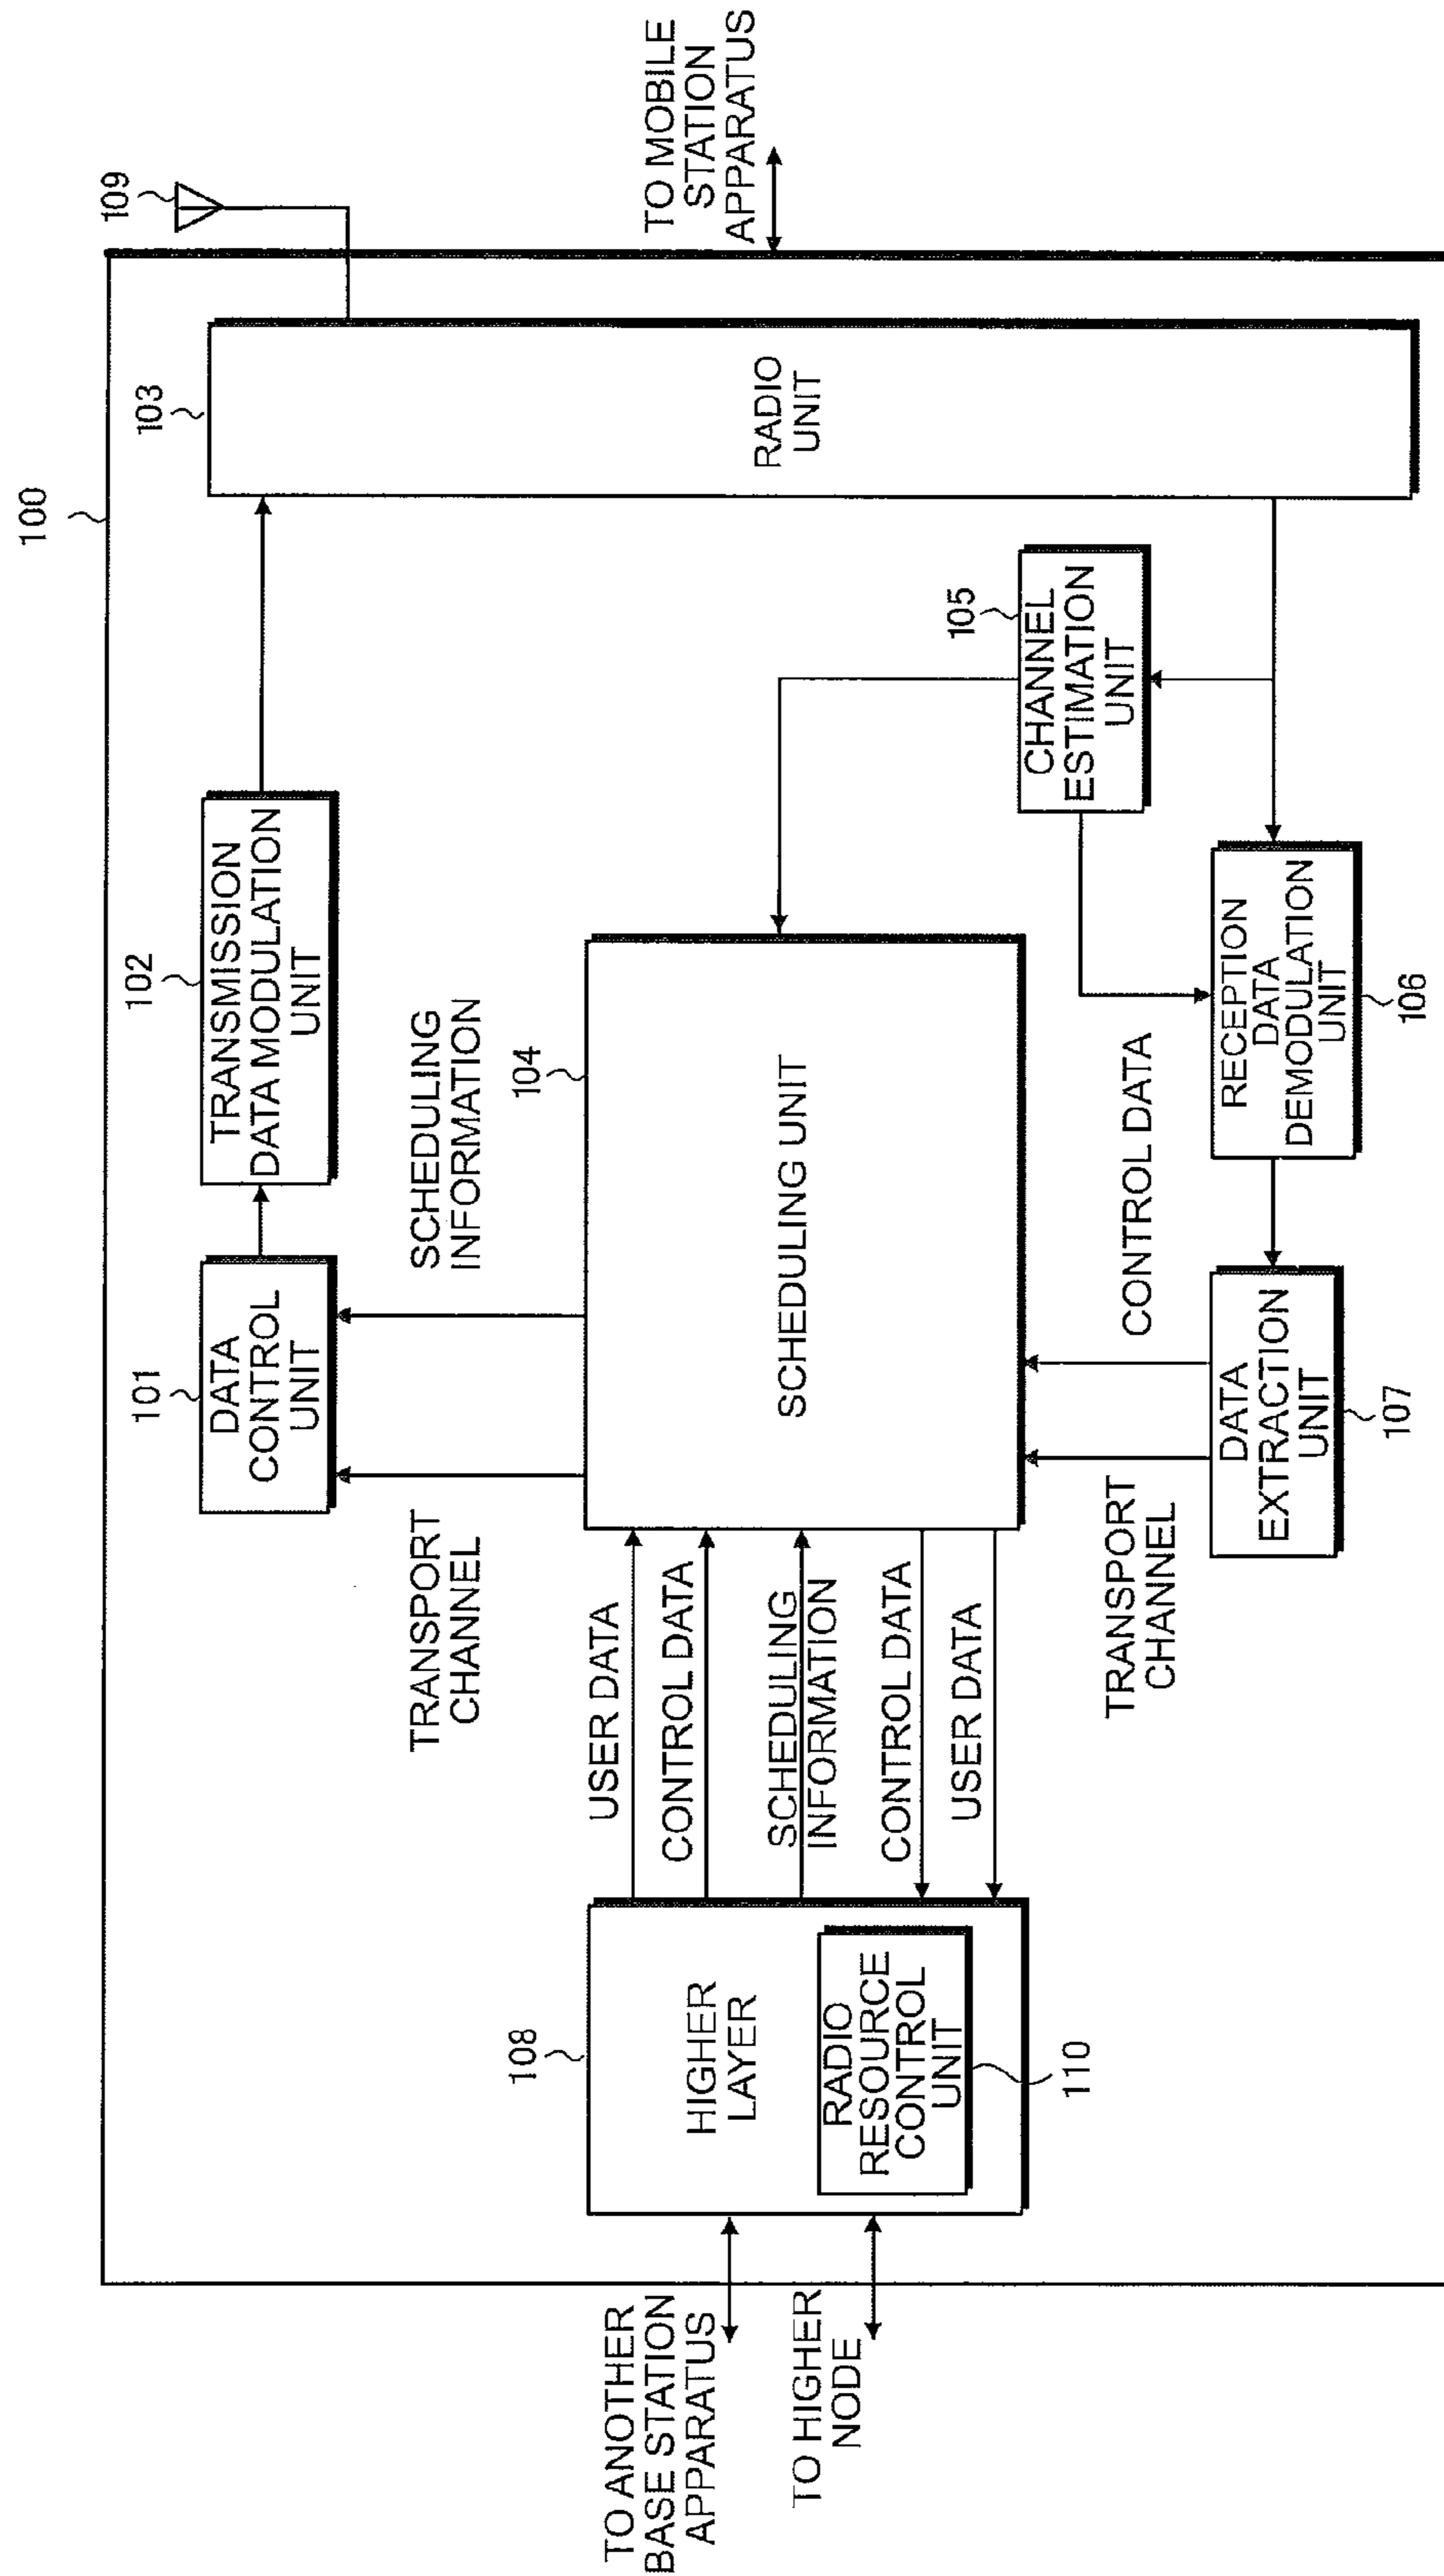 100
109
101
DATA
CONTROL
UNIT
102
TRANSMISSION
DATA MODULATION
UNIT
103
RADIO
UNIT
TO MOBILE
STATION
APPARATUS
TRANSPORT
CHANNEL
SCHEDULING
INFORMATION
104
SCHEDULING UNIT
105
CHANNEL
ESTIMATION
UNIT
TO ANOTHER
BASE STATION
APPARATUS
TO HIGHER
NODE
108
HIGHER
LAYER
RADIO
RESOURCE
CONTROL
UNIT
110
USER DATA
CONTROL DATA
SCHEDULING
INFORMATION
CONTROL DATA
USER DATA
TRANSPORT
CHANNEL
CONTROL DATA
DATA
EXTRACTION
UNIT
107
RECEPTION
DATA
DEMODULATION
UNIT
106